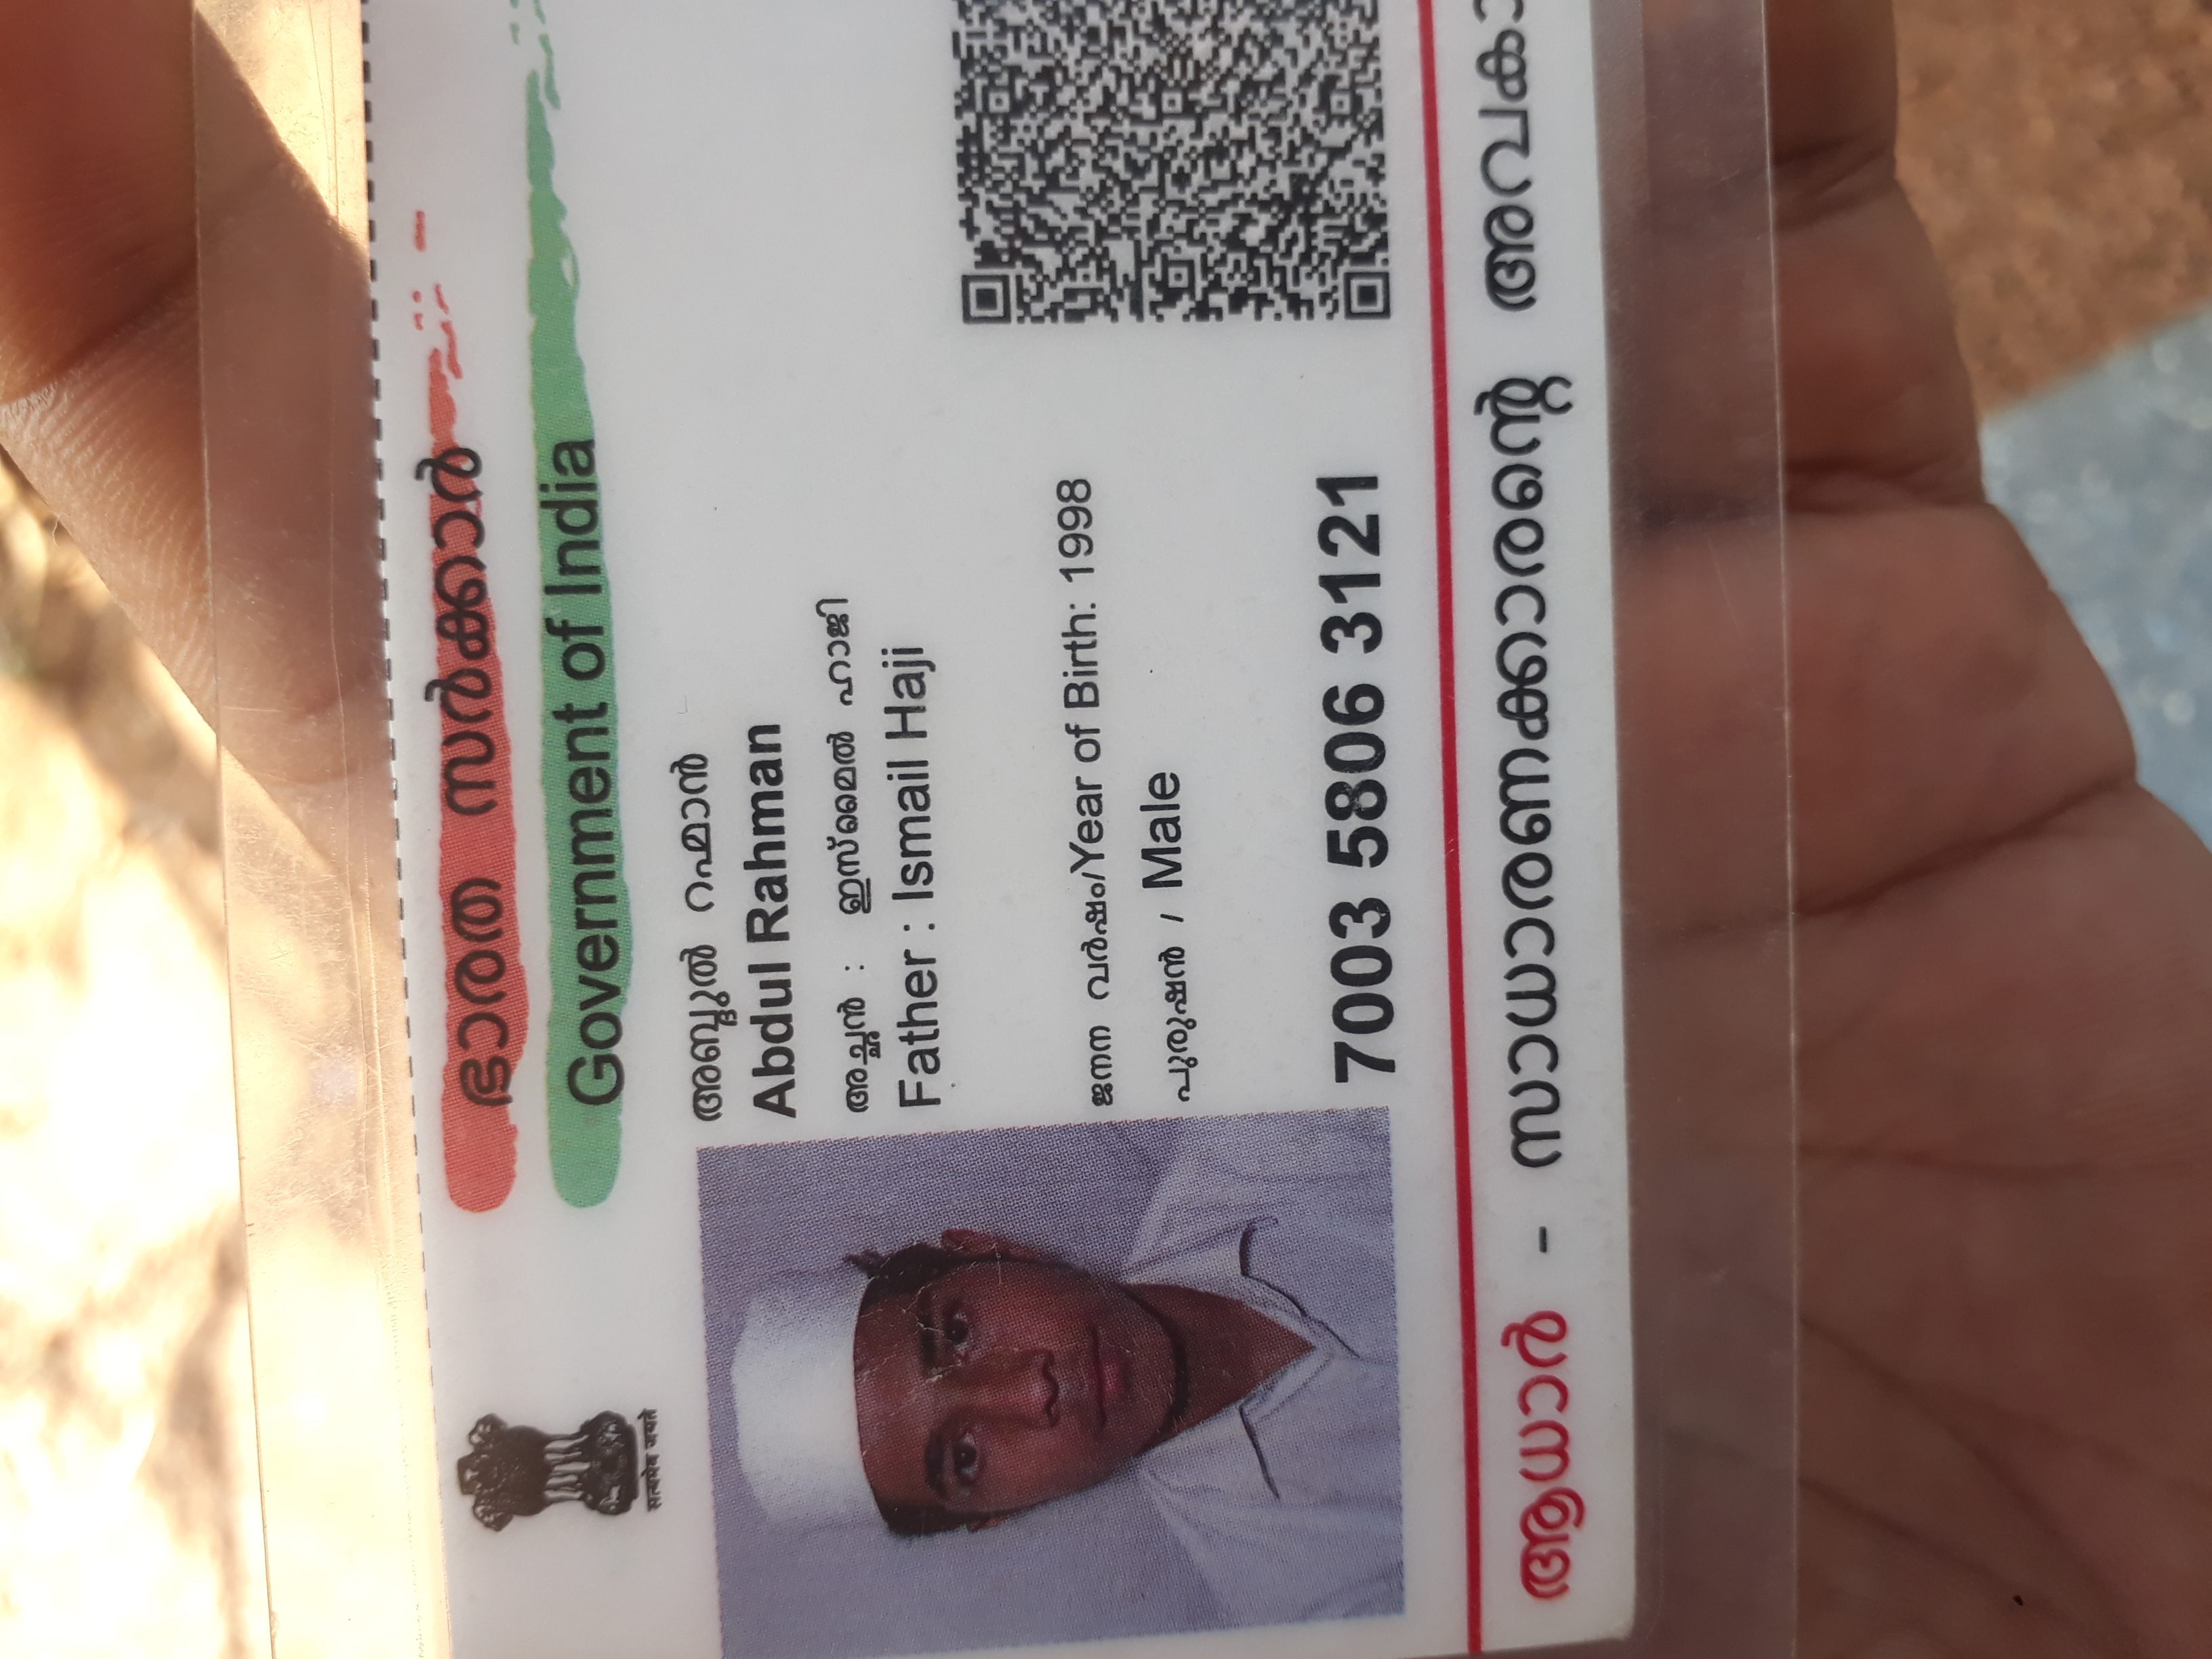 ഭാരത സർക്കാർ
Government of India
सत्यमेव जयते
അബ്ദുൽ റഹ്മാൻ
Abdul Rahman
അച്ഛൻ : ഇസ്മൈൽ ഹാജി
Father : Ismail Haji
ജനന വർഷം/Year of Birth: 1998
പുരുഷൻ / Male
7003 5806 3121
ആധാർ - സാധാരണക്കാരന്റെ അവകാ